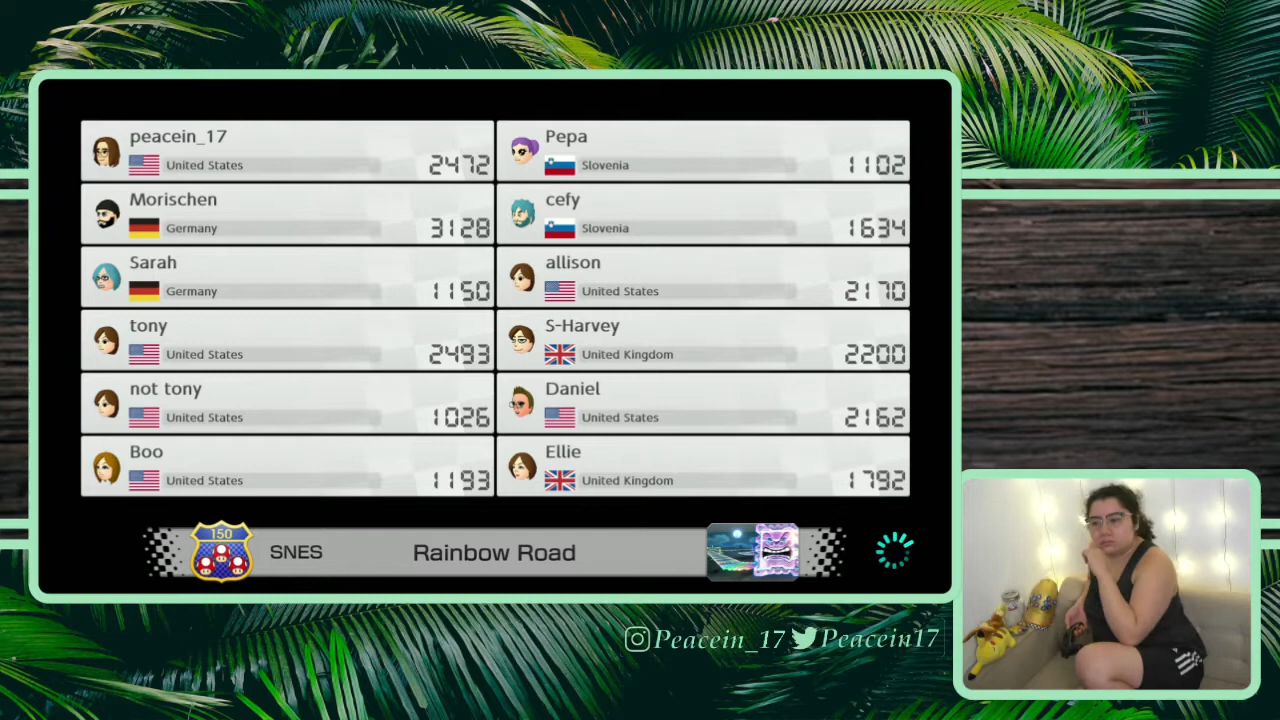 peacein_17
United States 2472
Morischen
Germany 3128
Sarah
Germany 1150
tony
United States 2493
not tony
United States 1026
Boo
United States 1193
Pepa
Slovenia 1102
cefy
Slovenia 1634
allison
United States 2170
S-Harvey
United Kingdom 2200
Daniel
United States 2162
Ellie
United Kingdom 1792
150 SNES Rainbow Road
Peacein_17 Peacein17